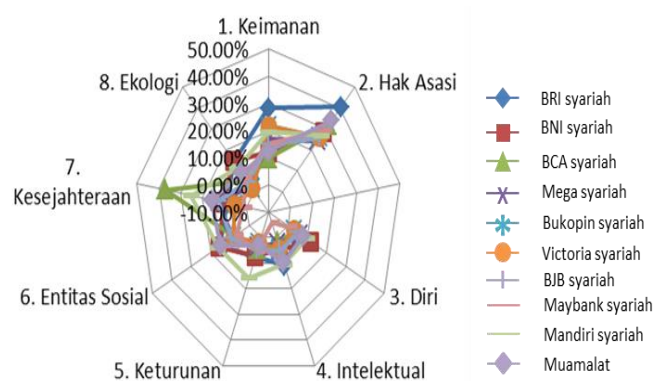 1. Keimanan
50.00%
40.00%
30.00%
20.00%
10.00%
0.00%
-10.00%
2. Hak Asasi
3. Diri
4. Intelektual
5. Keturunan
6. Entitas Sosial
7.
Kesejahteraan
8. Ekologi
BRI syariah
BNI syariah
BCA syariah
Mega syariah
Bukopin syariah
Victoria syariah
BJB syariah
Maybank syariah
Mandiri syariah
Muamalat